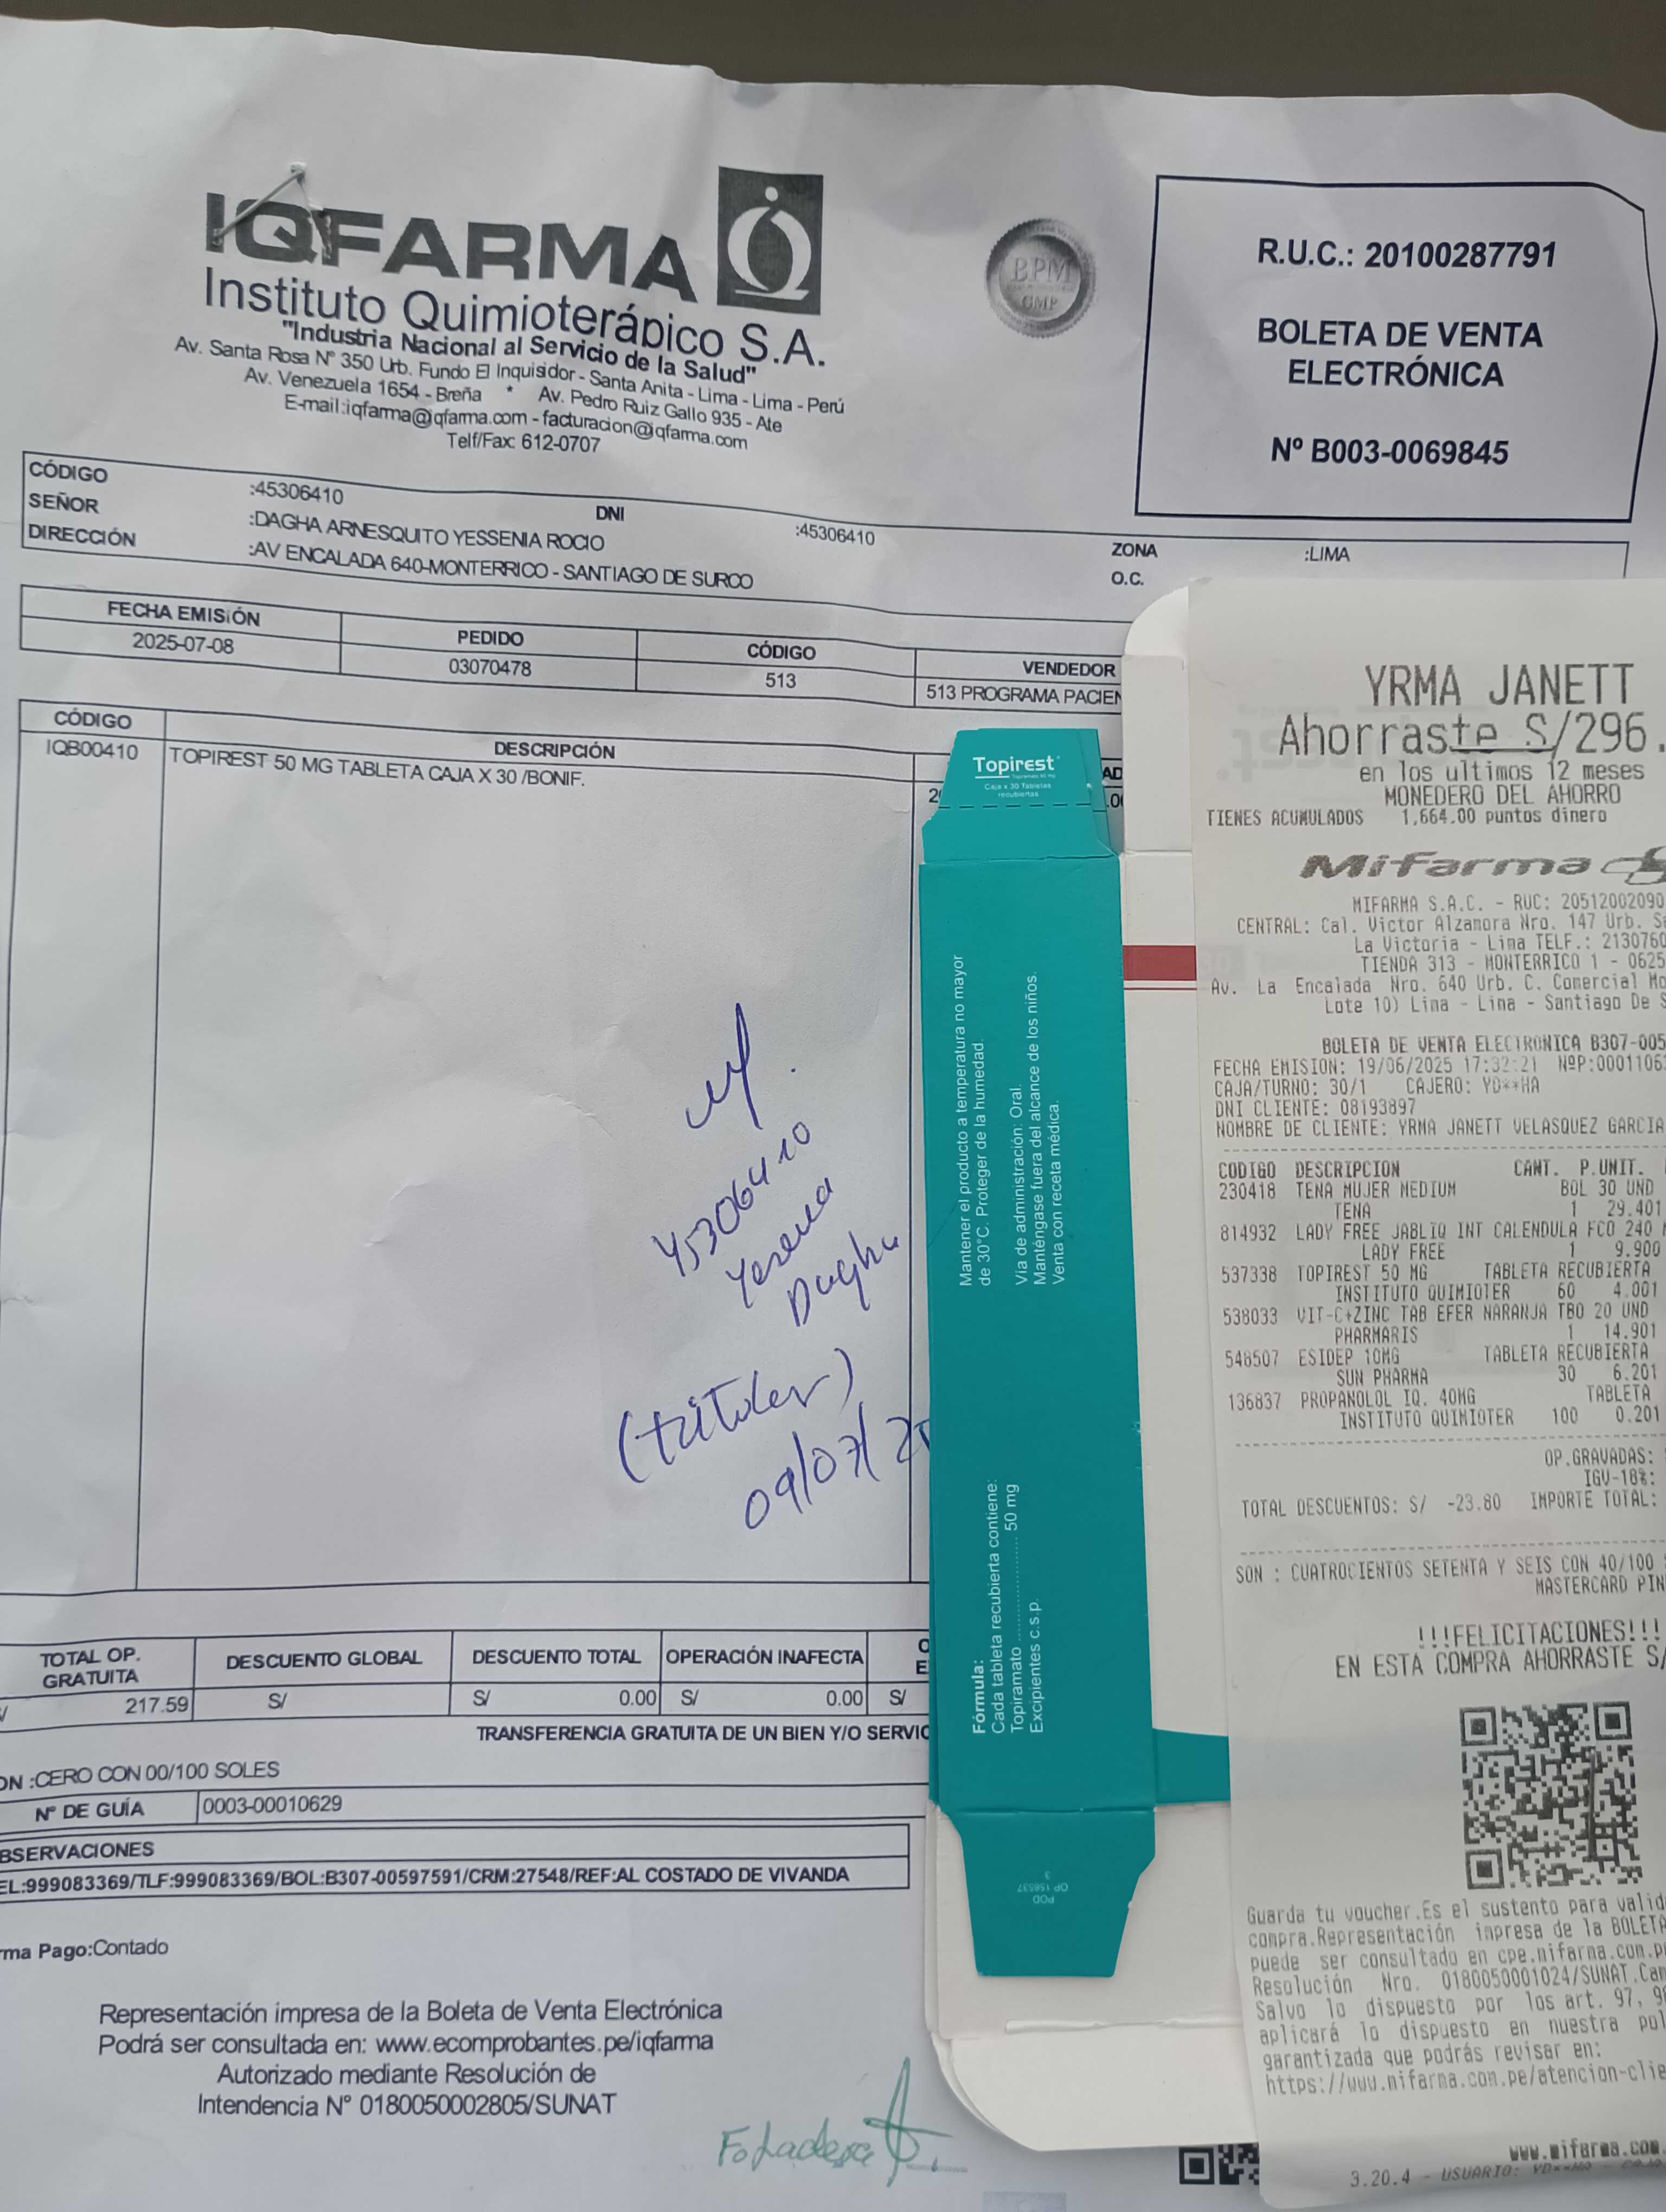 IQFARMA
Instituto Quimioterápico S.A.
"Industria Nacional al Servicio de la Salud"
Av. Santa Rosa N° 350 Urb. Fundo El Inquisidor - Santa Anita - Lima - Lima - Perú
Av. Venezuela 1654 - Breña * Av. Pedro Ruiz Gallo 935 - Ate
E-mail:iqfarma@iqfarma.com - facturacion@iqfarma.com
Telf/Fax: 612-0707
BPM
GMP
R.U.C.: 20100287791
BOLETA DE VENTA
ELECTRÓNICA
Nº B003-0069845
CÓDIGO :45306410 DNI :45306410
SEÑOR :DAGHA ARNESQUITO YESSENIA ROCIO
DIRECCIÓN :AV ENCALADA 640-MONTERRICO - SANTIAGO DE SURCO
ZONA :LIMA
O.C.
FECHA EMISIÓN PEDIDO CÓDIGO VENDEDOR
2025-07-08 03070478 513 513 PROGRAMA PACIEN
CÓDIGO DESCRIPCIÓN AD
IQB00410 TOPIREST 50 MG TABLETA CAJA X 30 /BONIF.
45306410
Dagha
09/07/2
TOTAL OP. GRATUITA DESCUENTO GLOBAL DESCUENTO TOTAL OPERACIÓN INAFECTA
217.59 S/ S/ 0.00 S/ 0.00 S/
TRANSFERENCIA GRATUITA DE UN BIEN Y/O SERVIC
ON :CERO CON 00/100 SOLES
Nº DE GUÍA 0003-00010629
BSERVACIONES
EL:999083369/TLF:999083369/BOL:B307-00597591/CRM:27548/REF:AL COSTADO DE VIVANDA
rma Pago:Contado
Representación impresa de la Boleta de Venta Electrónica
Podrá ser consultada en: www.ecomprobantes.pe/iqfarma
Autorizado mediante Resolución de
Intendencia N° 0180050002805/SUNAT
Topirest
Topiramato 50 mg
Caja x 30 Tabletas
recubiertas
Mantener el producto a temperatura no mayor
de 30°C. Proteger de la humedad.
Vía de administración: Oral.
Manténgase fuera del alcance de los niños.
Venta con receta médica.
Fórmula:
Cada tableta recubierta contiene:
Topiramato .................... 50 mg
Excipientes c.s.p.
POD
OP 158537
3
YRMA JANETT
Ahorraste S/296.
en los ultimos 12 meses
MONEDERO DEL AHORRO
TIENES ACUMULADOS 1,664.00 puntos dinero
Mifarma
MIFARMA S.A.C. - RUC: 20512002090
CENTRAL: Cal. Victor Alzamora Nro. 147 Urb. S
La Victoria - Lima TELF.: 2130760
TIENDA 313 - MONTERRICO 1 - 0625
Av. La Encalada Nro. 640 Urb. C. Comercial Mo
Lote 10) Lima - Lima - Santiago De S
BOLETA DE VENTA ELECTRONICA B307-005
FECHA EMISION: 19/06/2025 17:32:21 NºP:0001106
CAJA/TURNO: 30/1 CAJERO: YD**HA
DNI CLIENTE: 08193897
NOMBRE DE CLIENTE: YRMA JANETT VELASQUEZ GARCIA
CODIGO DESCRIPCION CANT. P.UNIT.
230418 TENA MUJER MEDIUM BOL 30 UND
TENA 1 29.401
814932 LADY FREE JABLIQ INT CALENDULA FCO 240
LADY FREE 1 9.900
537338 TOPIREST 50 MG TABLETA RECUBIERTA
INSTITUTO QUIMIOTER 60 4.001
538033 VIT-C+ZINC TAB EFER NARANJA TBO 20 UND
PHARMARIS 1 14.901
548507 ESIDEP 10MG TABLETA RECUBIERTA
SUN PHARMA 30 6.201
136837 PROPANOLOL IQ. 40MG TABLETA
INSTITUTO QUIMIOTER 100 0.201
OP.GRAVADAS:
IGV-18%:
TOTAL DESCUENTOS: S/ -23.80 IMPORTE TOTAL:
SON : CUATROCIENTOS SETENTA Y SEIS CON 40/100
MASTERCARD PIN
!!!FELICITACIONES!!!
EN ESTA COMPRA AHORRASTE S/
Guarda tu voucher.Es el sustento para valid
compra.Representación impresa de la BOLETA
puede ser consultado en cpe.mifarma.com.p
Resolución Nro. 0180050001024/SUNAT.Cam
Salvo lo dispuesto por los art. 97, 9
aplicará lo dispuesto en nuestra pol
garantizada que podrás revisar en:
https://www.mifarma.com.pe/atencion-clie
www.mifarma.com.
3.20.4 - USUARIO: